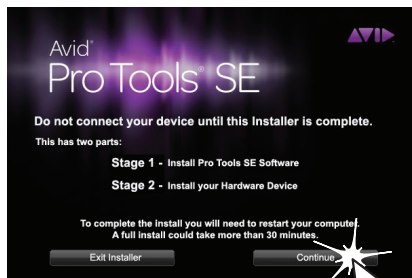 AVID
Avid®
Pro Tools® SE
Do not connect your device until this Installer is complete.
This has two parts:
Stage 1 - Install Pro Tools SE Software
Stage 2 - Install your Hardware Device
To complete the install you will need to restart your computer.
A full install could take more than 30 minutes.
Exit Installer
Continue